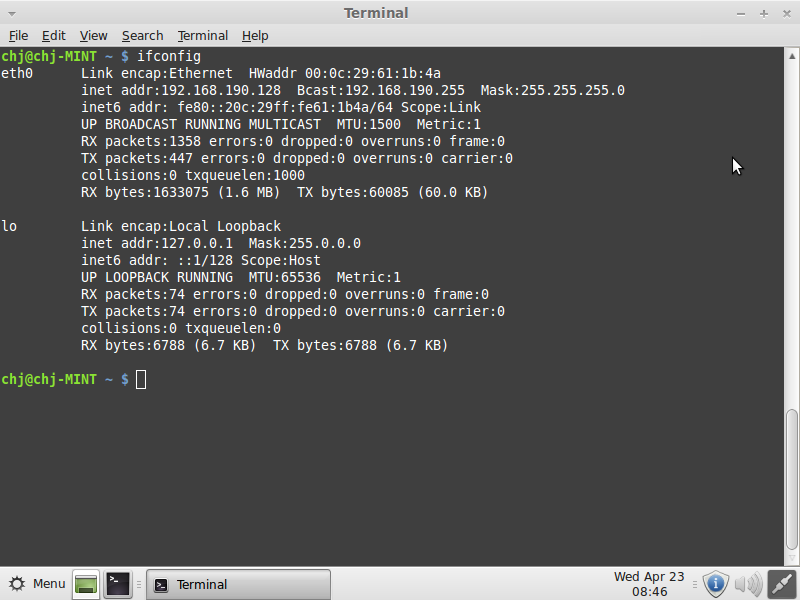 Terminal
File Edit View Search Terminal Help
chj@chj-MINT ~ $ ifconfig
eth0      Link encap:Ethernet  HWaddr 00:0c:29:61:1b:4a
          inet addr:192.168.190.128  Bcast:192.168.190.255  Mask:255.255.255.0
          inet6 addr: fe80::20c:29ff:fe61:1b4a/64 Scope:Link
          UP BROADCAST RUNNING MULTICAST  MTU:1500  Metric:1
          RX packets:1358 errors:0 dropped:0 overruns:0 frame:0
          TX packets:447 errors:0 dropped:0 overruns:0 carrier:0
          collisions:0 txqueuelen:1000
          RX bytes:1633075 (1.6 MB)  TX bytes:60085 (60.0 KB)
lo        Link encap:Local Loopback
          inet addr:127.0.0.1  Mask:255.0.0.0
          inet6 addr: ::1/128 Scope:Host
          UP LOOPBACK RUNNING  MTU:65536  Metric:1
          RX packets:74 errors:0 dropped:0 overruns:0 frame:0
          TX packets:74 errors:0 dropped:0 overruns:0 carrier:0
          collisions:0 txqueuelen:0
          RX bytes:6788 (6.7 KB)  TX bytes:6788 (6.7 KB)
chj@chj-MINT ~ $
Menu Terminal Wed Apr 23
08:46